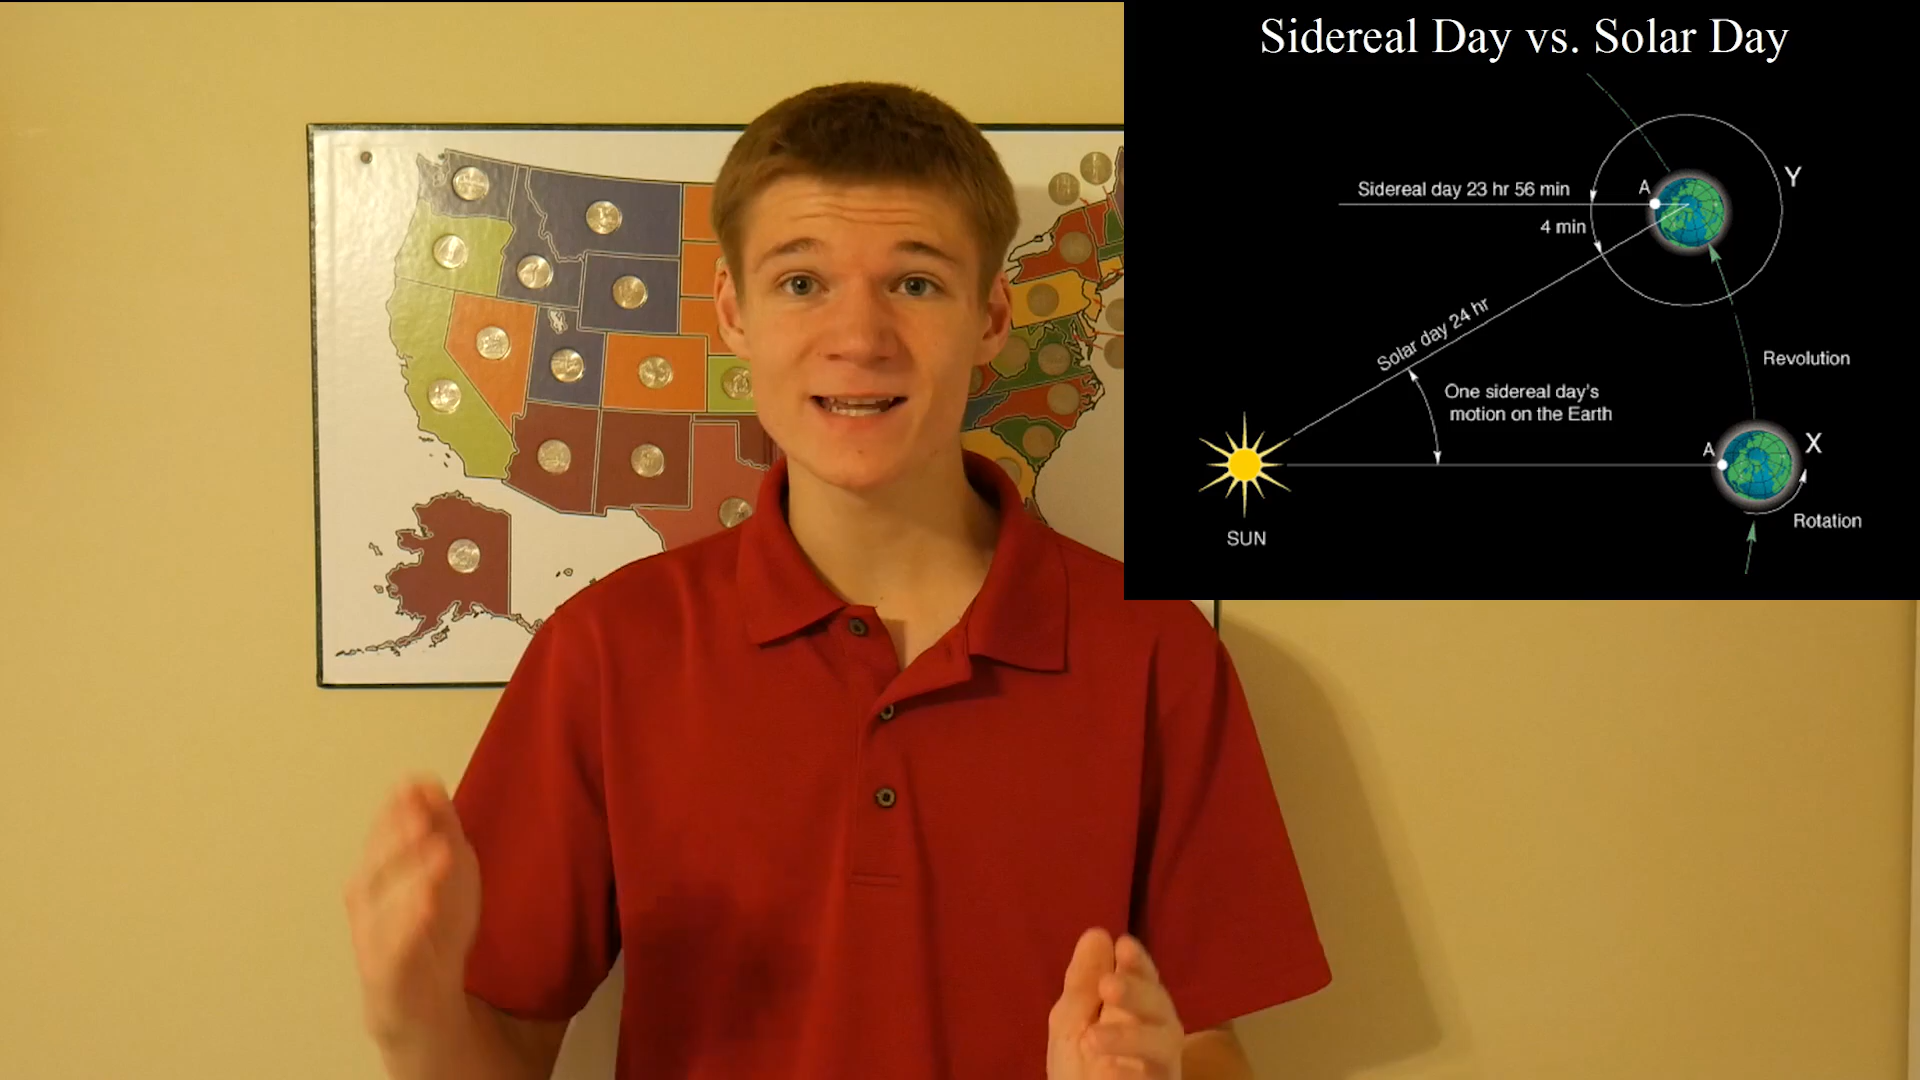 Sidereal Day vs. Solar Day
Sidereal day 23 hr 56 min
A
Y
4 min
Solar day 24 hr
Revolution
One sidereal day's
motion on the Earth
A
X
Rotation
SUN